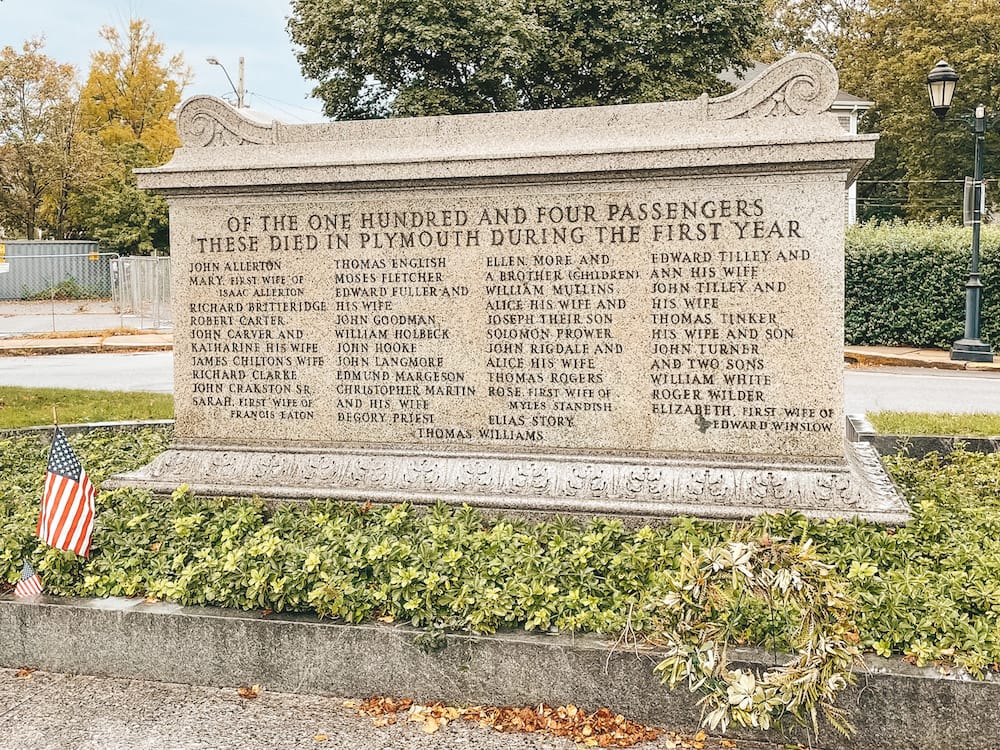 OF THE ONE HUNDRED AND FOUR PASSENGERS
THESE DIED IN PLYMOUTH DURING THE FIRST YEAR
JOHN ALLERTON
MARY, FIRST WIFE OF
ISAAC ALLERTON
RICHARD BRITTERIDGE
ROBERT CARTER
JOHN CARVER AND
KATHARINE HIS WIFE
JAMES CHILTON'S WIFE
RICHARD CLARKE
JOHN CRAKSTON SR.
SARAH, FIRST WIFE OF
FRANCIS EATON
THOMAS ENGLISH
MOSES FLETCHER
EDWARD FULLER AND
HIS WIFE
JOHN GOODMAN
WILLIAM HOLBECK
JOHN HOOKE
JOHN LANGMORE
EDMUND MARGESON
CHRISTOPHER MARTIN
AND HIS WIFE
DEGORY PRIEST
ELLEN MORE AND
A BROTHER (CHILDREN)
WILLIAM MULLINS
ALICE HIS WIFE AND
JOSEPH THEIR SON
SOLOMON PROWER
JOHN RIGDALE AND
ALICE HIS WIFE
THOMAS ROGERS
ROSE, FIRST WIFE OF
MYLES STANDISH
ELIAS STORY
EDWARD TILLEY AND
ANN HIS WIFE
JOHN TILLEY AND
HIS WIFE
THOMAS TINKER
HIS WIFE AND SON
JOHN TURNER
AND TWO SONS
WILLIAM WHITE
ROGER WILDER
ELIZABETH, FIRST WIFE OF
EDWARD WINSLOW
THOMAS WILLIAMS